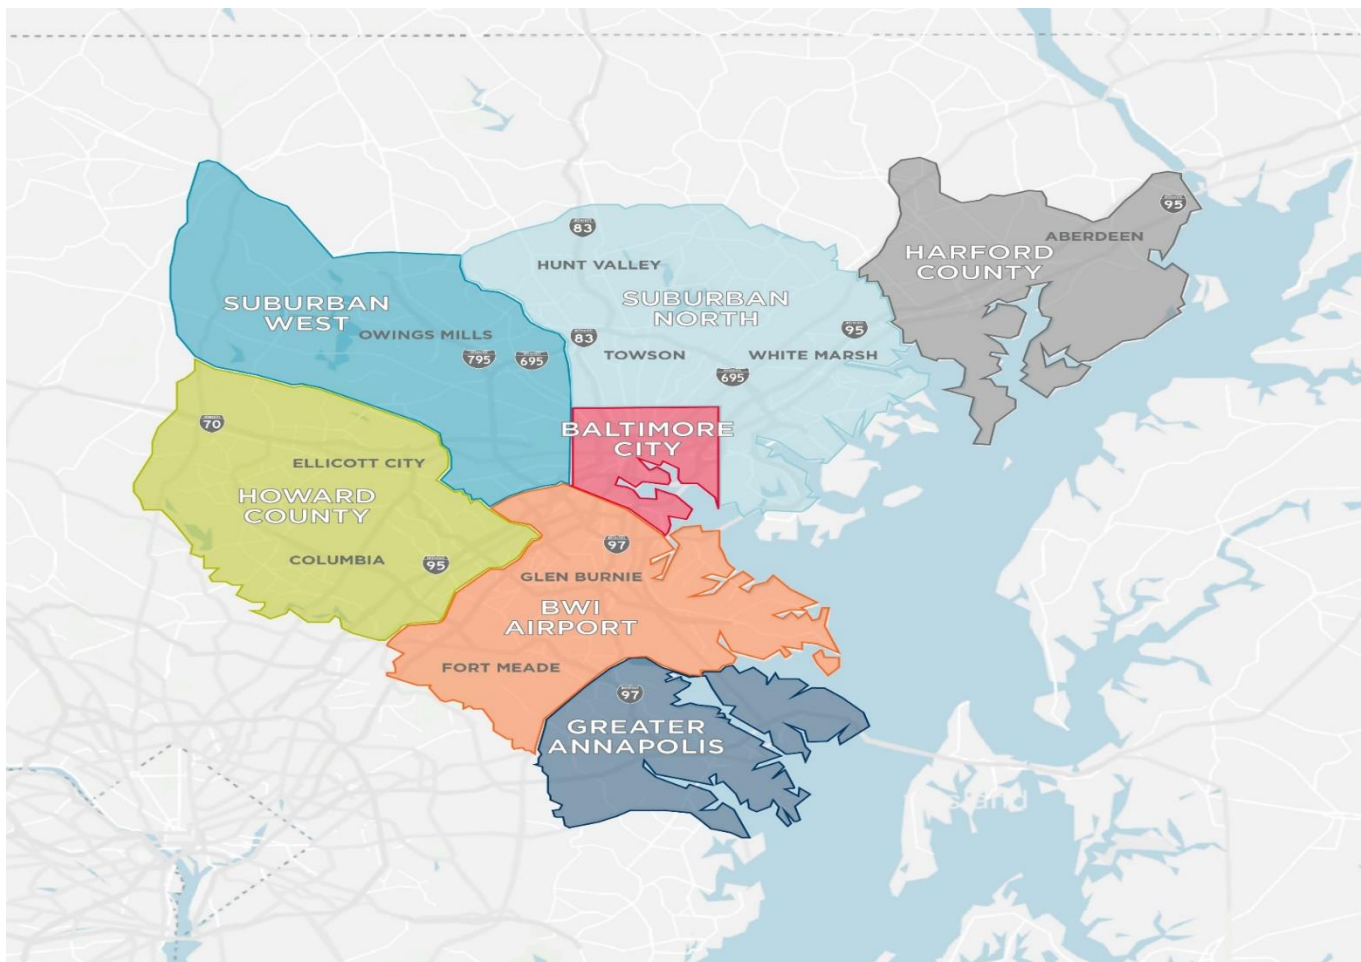 83
95
ABERDEEN
HARFORD
COUNTY
HUNT VALLEY
SUBURBAN
NORTH
SUBURBAN
WEST
OWINGS MILLS
795
695
83
TOWSON
95
WHITE MARSH
695
70
BALTIMORE
CITY
ELLICOTT CITY
HOWARD
COUNTY
COLUMBIA
95
97
GLEN BURNIE
BWI
AIRPORT
FORT MEADE
97
GREATER
ANNAPOLIS